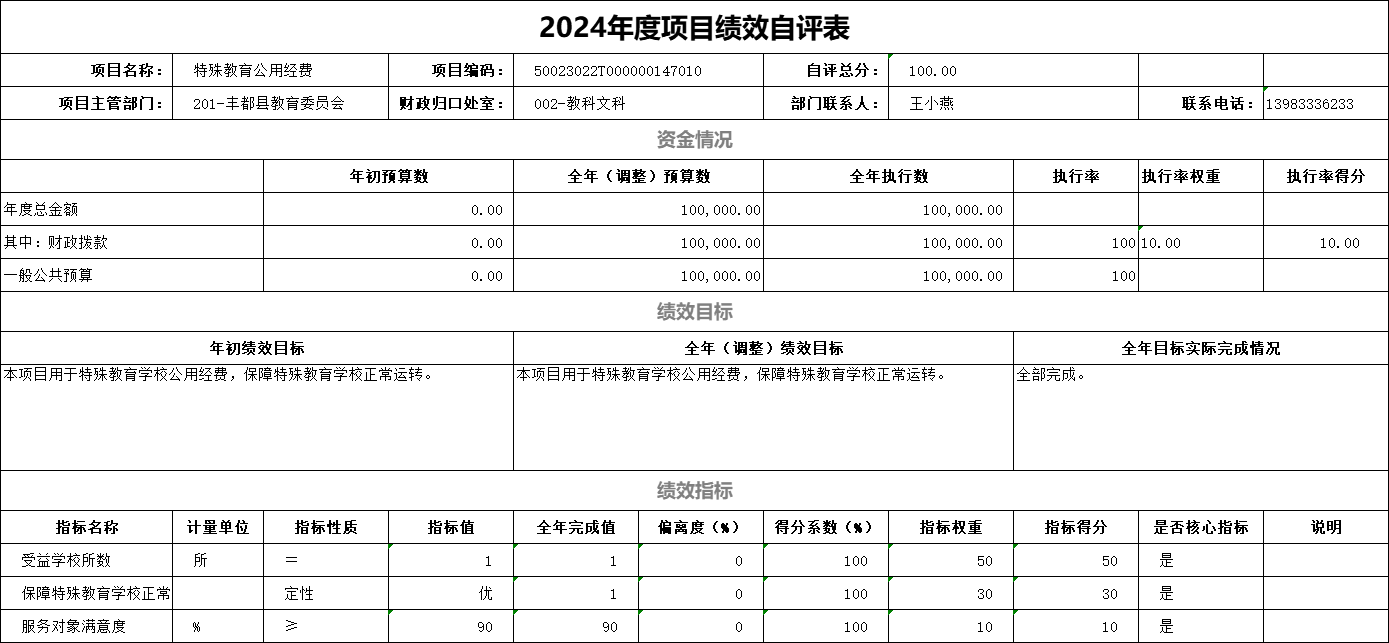 2024年度项目绩效自评表
项目名称： 特殊教育公用经费 项目编码： 50023022T000000147010 自评总分： 100.00
项目主管部门： 201-丰都县教育委员会 财政归口处室： 002-教科文科 部门联系人： 王小燕 联系电话： 13983336233
资金情况
年初预算数 全年（调整）预算数 全年执行数 执行率 执行率权重 执行率得分
年度总金额 0.00 100,000.00 100,000.00
其中：财政拨款 0.00 100,000.00 100,000.00 100 10.00 10.00
一般公共预算 0.00 100,000.00 100,000.00 100
绩效目标
年初绩效目标 全年（调整）绩效目标 全年目标实际完成情况
本项目用于特殊教育学校公用经费，保障特殊教育学校正常运转。 本项目用于特殊教育学校公用经费，保障特殊教育学校正常运转。 全部完成。
绩效指标
指标名称 计量单位 指标性质 指标值 全年完成值 偏离度（%） 得分系数（%） 指标权重 指标得分 是否核心指标 说明
受益学校所数 所 ＝ 1 1 0 100 50 50 是
保障特殊教育学校正常 定性 优 1 0 100 30 30 是
服务对象满意度 % ≥ 90 90 0 100 10 10 是